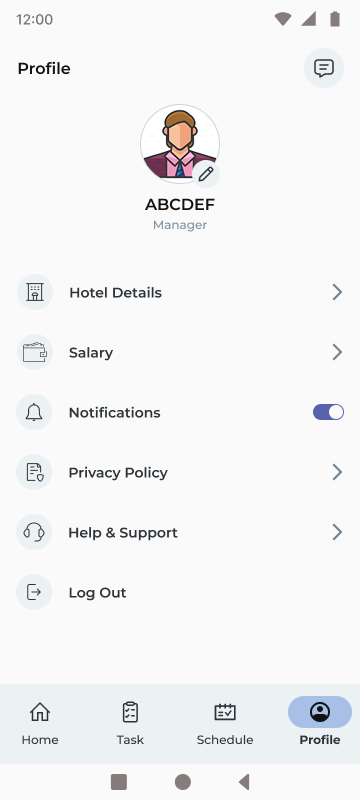 12:00
Profile
ABCDEF
Manager
Hotel Details
Salary
Notifications
Privacy Policy
Help & Support
Log Out
Home
Task
Schedule
Profile